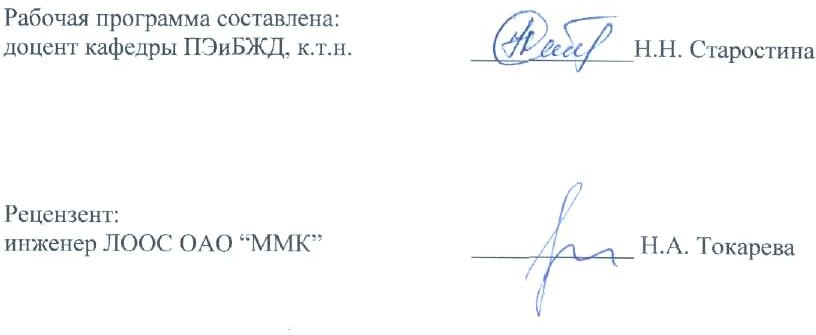 Рабочая программа составлена:
доцент кафедры ПЭиБЖД, к.т.н. Н.Н. Старостина
Рецензент:
инженер ЛООС ОАО “ММК” Н.А. Токарева